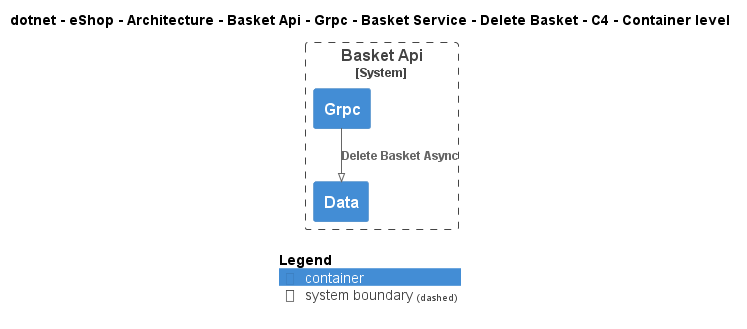 dotnet - eShop - Architecture - Basket Api - Grpc - Basket Service - Delete Basket - C4 - Container level
Basket Api
[System]
Grpc
Delete Basket Async
Data
Legend
container
system boundary (dashed)